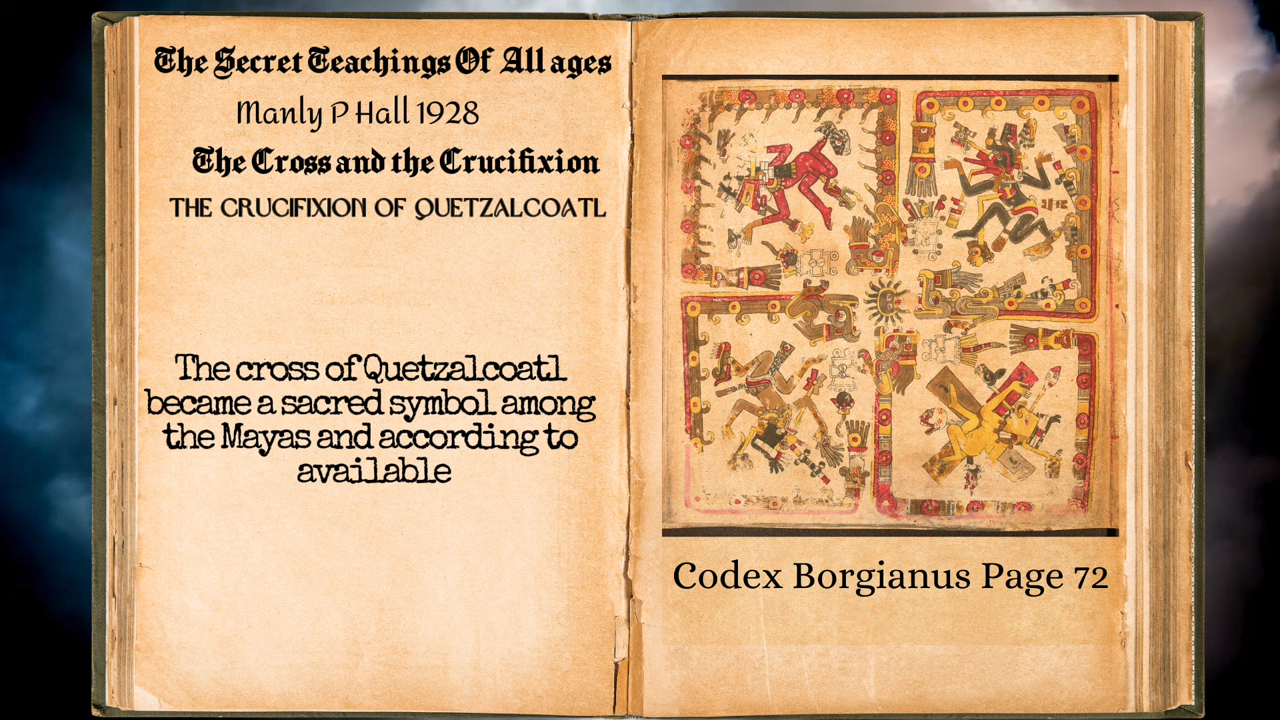 The Secret Teachings Of All ages
Manly P Hall 1928
The Cross and the Crucifixion
THE CRUCIFIXION OF QUETZALCOATL
The cross of Quetzalcoatl
became a sacred symbol among
the Mayas and according to
available
Codex Borgianus Page 72